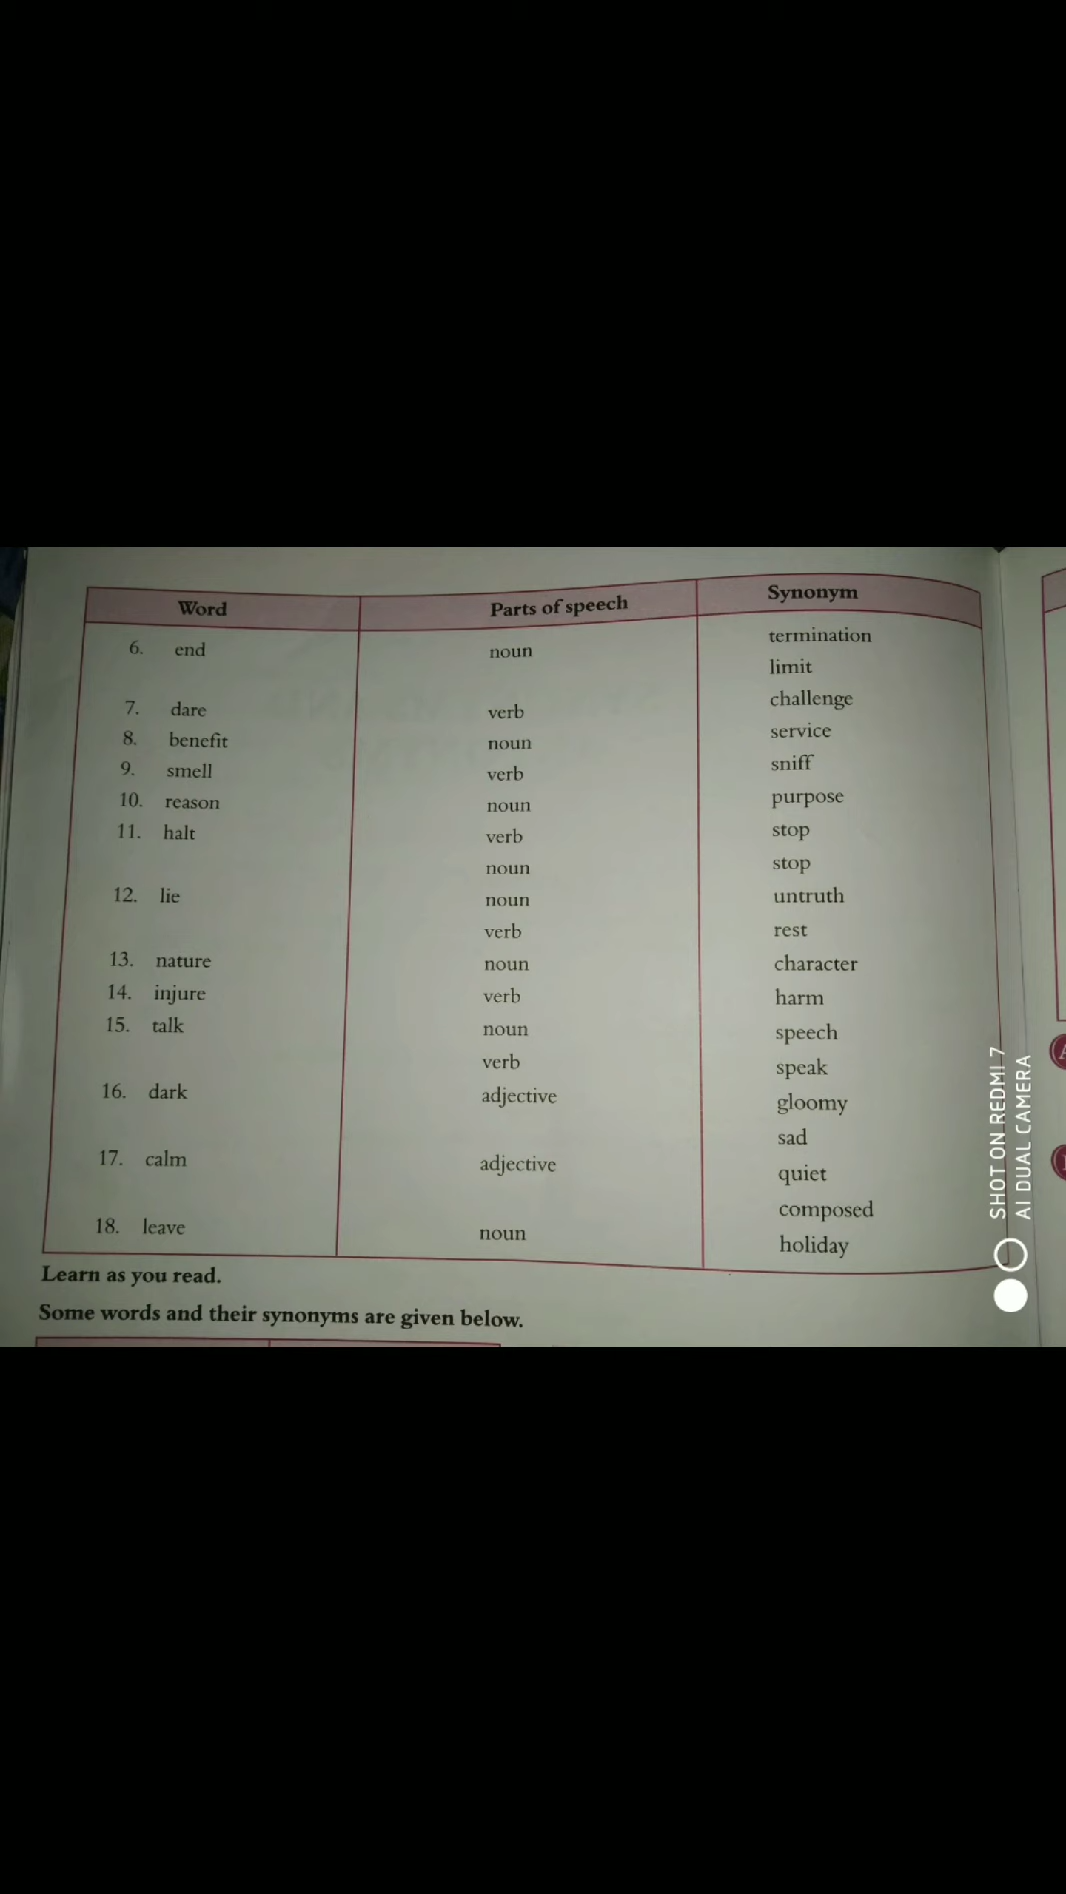 Word Parts of speech Synonym
6. end noun termination
limit
7. dare verb challenge
8. benefit noun service
9. smell verb sniff
10. reason noun purpose
11. halt verb stop
noun stop
12. lie noun untruth
verb rest
13. nature noun character
14. injure verb harm
15. talk noun speech
verb speak
16. dark adjective gloomy
sad
17. calm adjective quiet
composed
18. leave noun holiday
Learn as you read.
Some words and their synonyms are given below.
SHOT ON REDMI 7
AI DUAL CAMERA